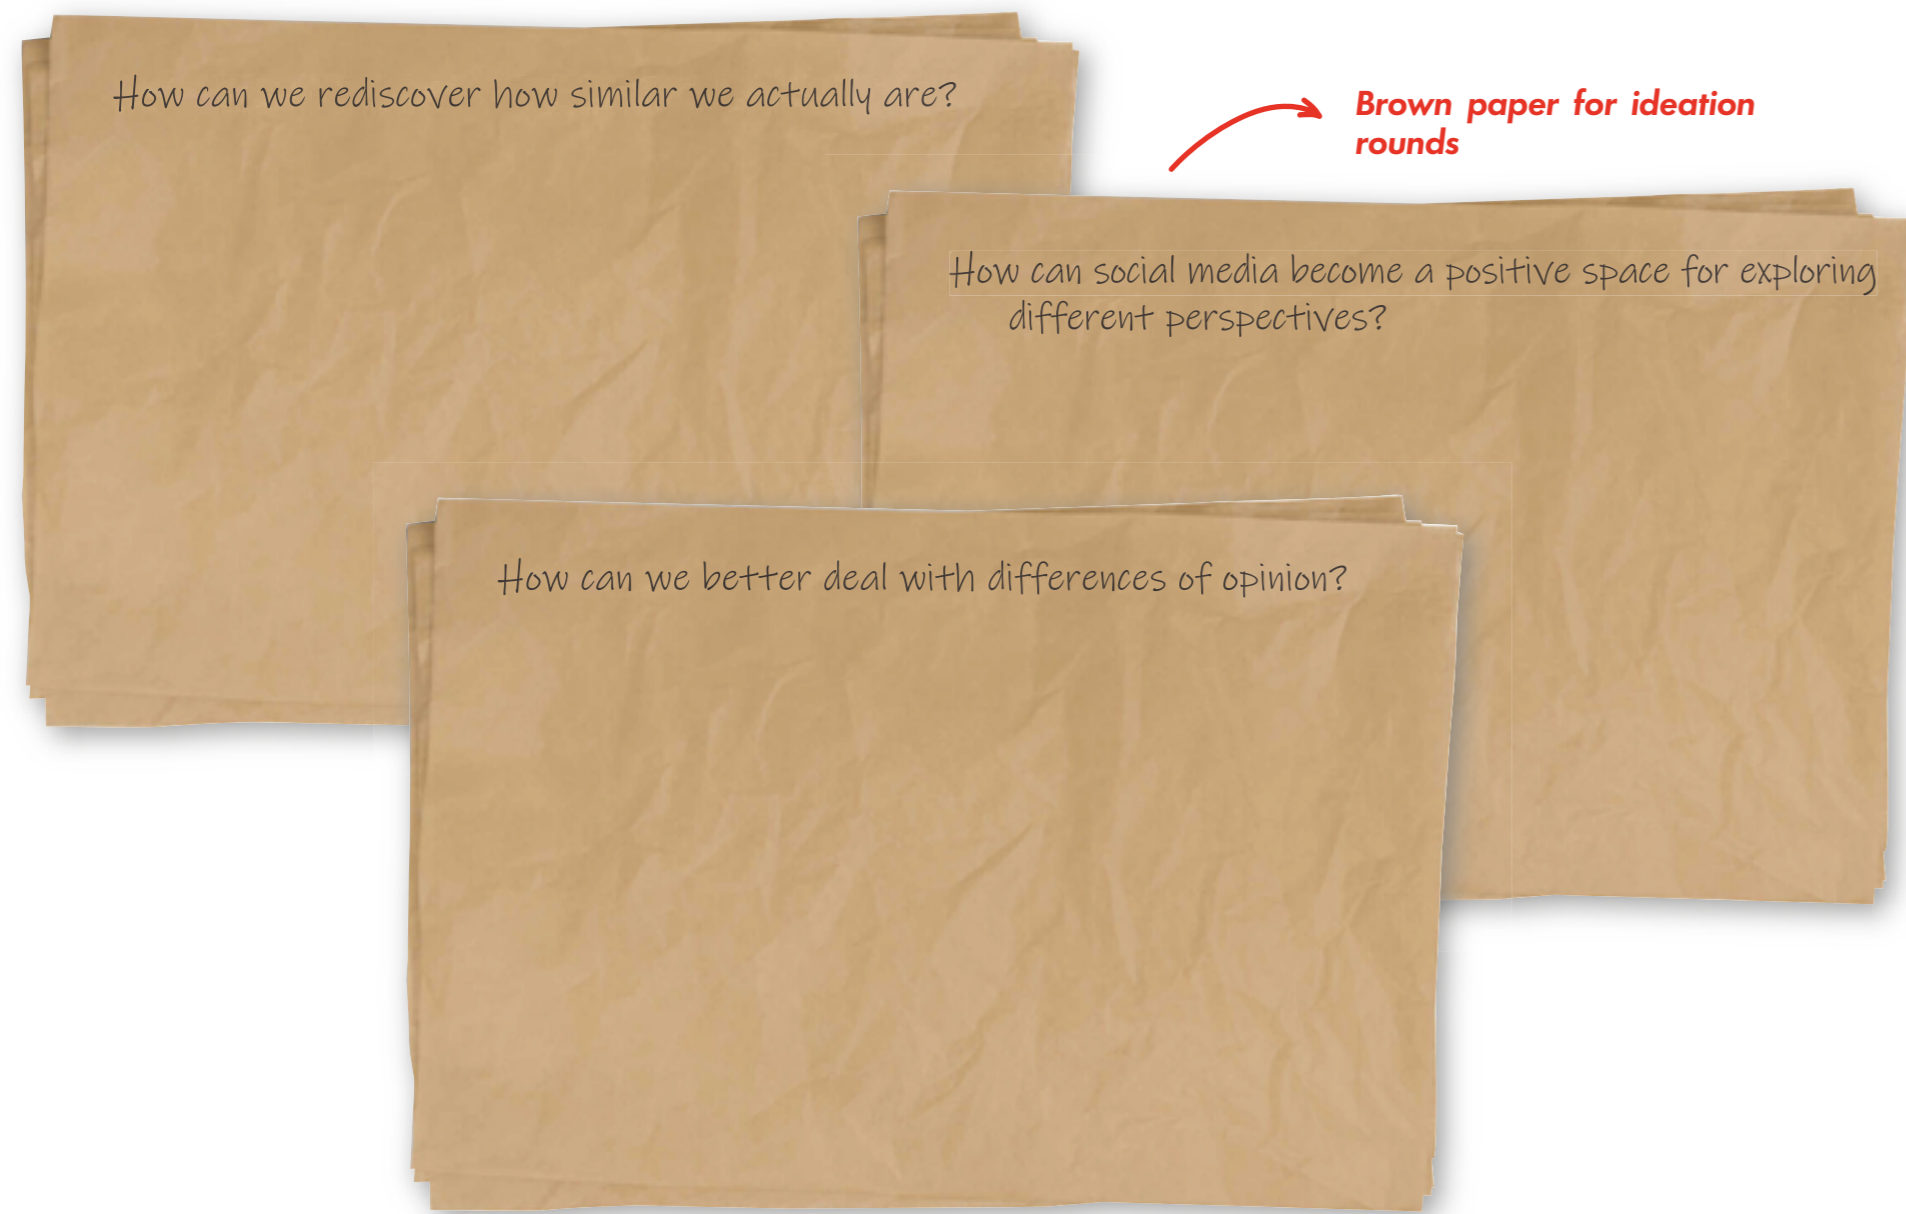 How can we rediscover how similar we actually are?
Brown paper for ideation
rounds
How can social media become a positive space for exploring
different perspectives?
How can we better deal with differences of opinion?